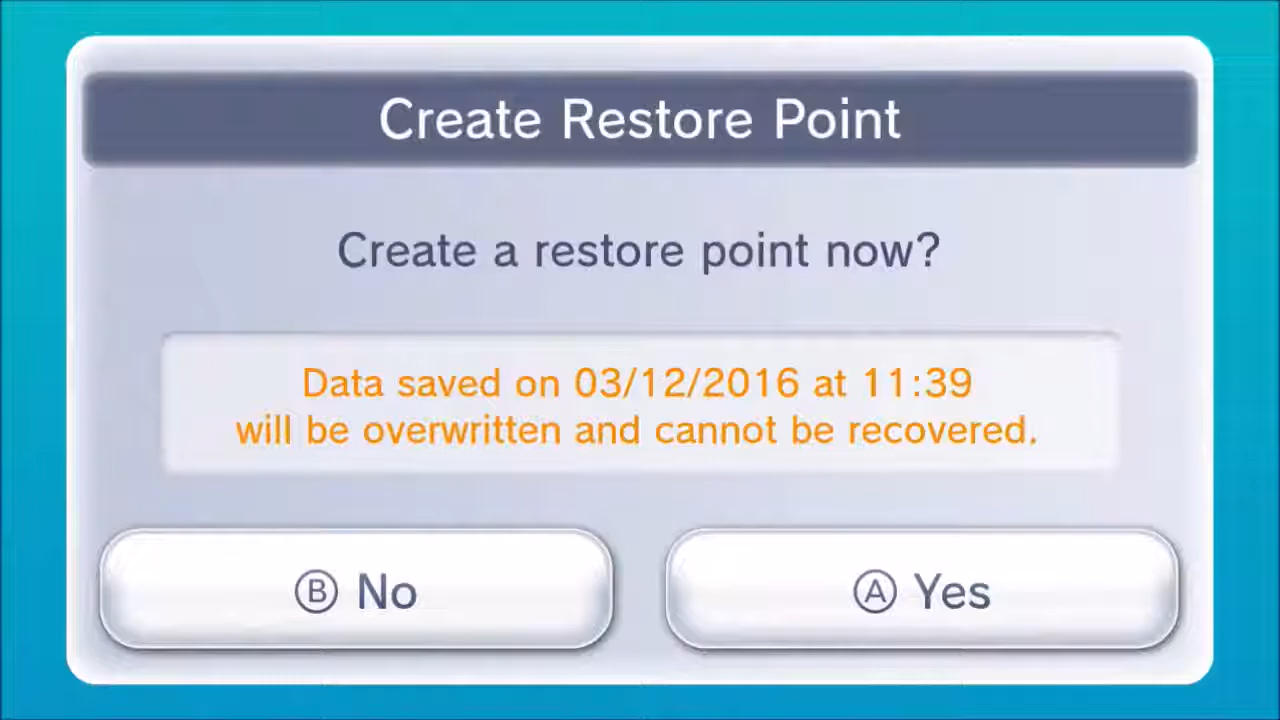 Create Restore Point
Create a restore point now?
Data saved on 03/12/2016 at 11:39
will be overwritten and cannot be recovered.
Ⓑ No
Ⓐ Yes